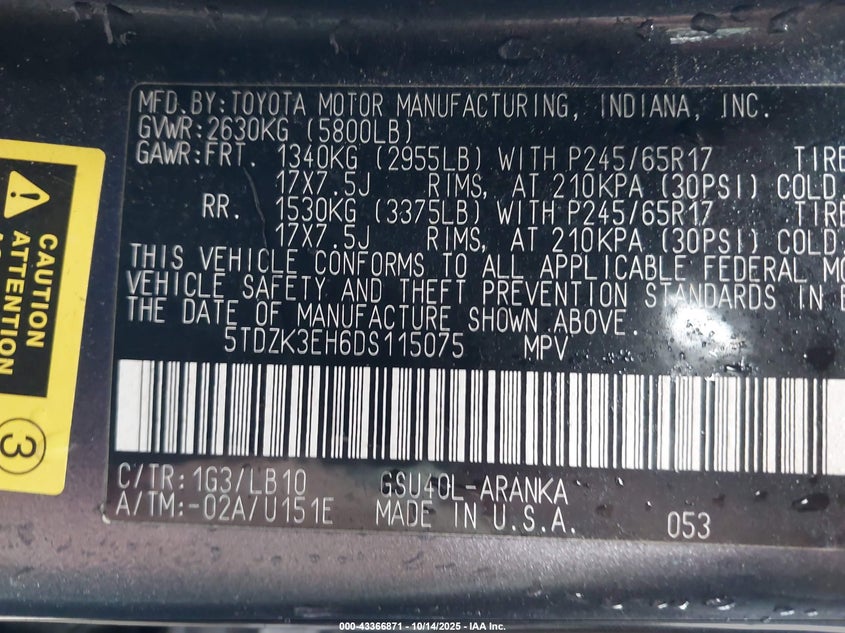 MFD.BY:TOYOTA MOTOR MANUFACTURING, INDIANA, INC.
GVWR:2630KG (5800LB)
GAWR:FRT. 1340KG (2955LB) WITH P245/65R17 TIRE
17X7.5J RIMS, AT 210KPA (30PSI) COLD.
RR. 1530KG (3375LB) WITH P245/65R17 TIRE
17X7.5J RIMS, AT 210KPA (30PSI) COLD.
THIS VEHICLE CONFORMS TO ALL APPLICABLE FEDERAL MO
VEHICLE SAFETY AND THEFT PREVENTION STANDARDS IN E
THE DATE OF MANUFACTURE SHOWN ABOVE.
5TDZK3EH6DS115075 MPV
C/TR:1G3/LB10 GSU40L-ARANKA
A/TM:-02A/U151E MADE IN U.S.A. 053
CAUTION
ATTENTION
3
000-43366871 - 10/14/2025 - IAA Inc.